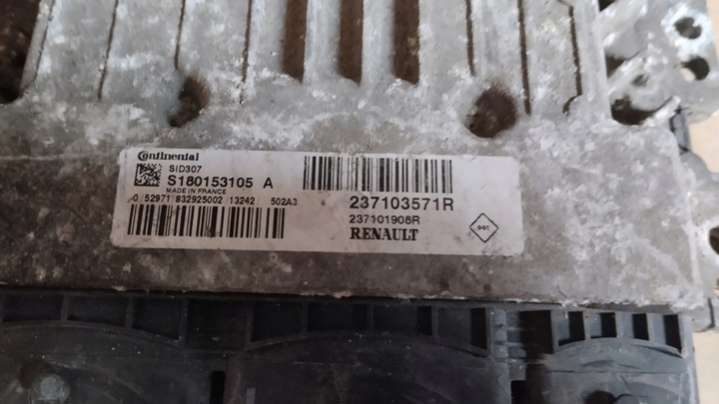 Continental
SID307
S180153105 A
MADE IN FRANCE
0 52971 832925002 13242 502A3
237103571R
237101908R
RENAULT